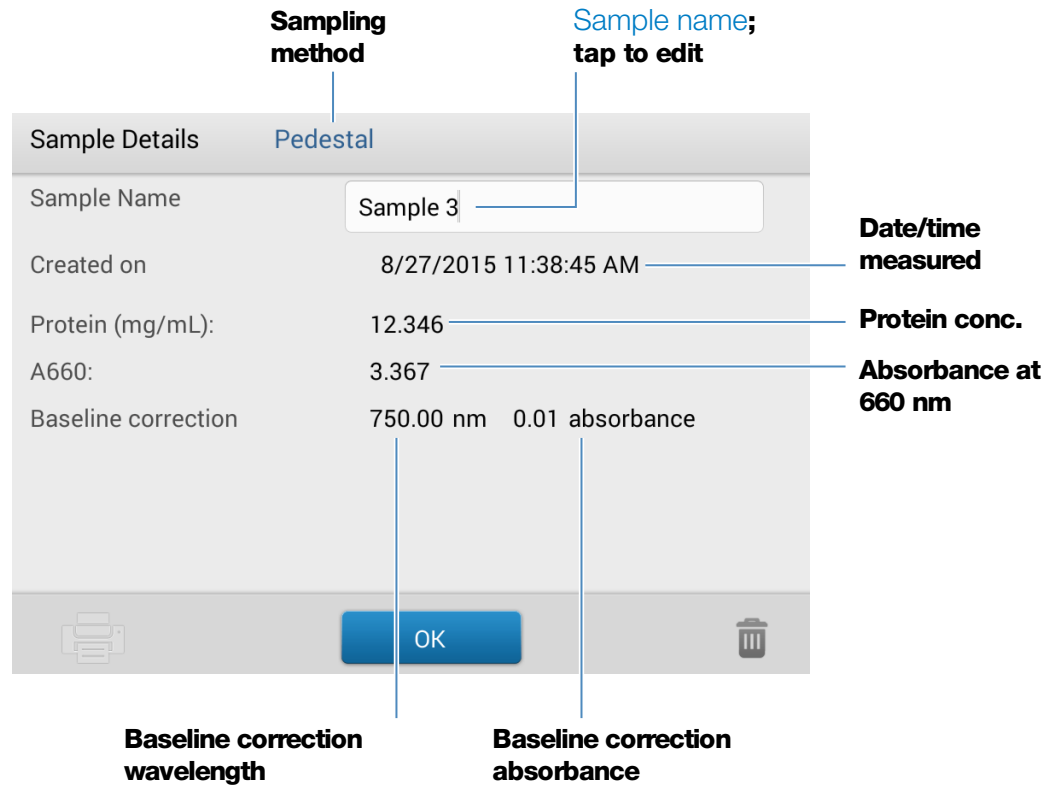 Sampling
method
Sample name;
tap to edit
Sample Details Pedestal
Sample Name Sample 3
Date/time
measured
Created on 8/27/2015 11:38:45 AM
Protein (mg/mL): 12.346 Protein conc.
A660: 3.367 Absorbance at
660 nm
Baseline correction 750.00 nm 0.01 absorbance
OK
Baseline correction
wavelength
Baseline correction
absorbance